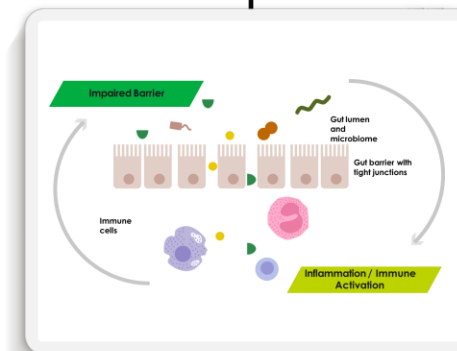 Impaired Barrier
Gut lumen
and
microbiome
Gut barrier with
tight junctions
Immune
cells
Inflammation / Immune
Activation